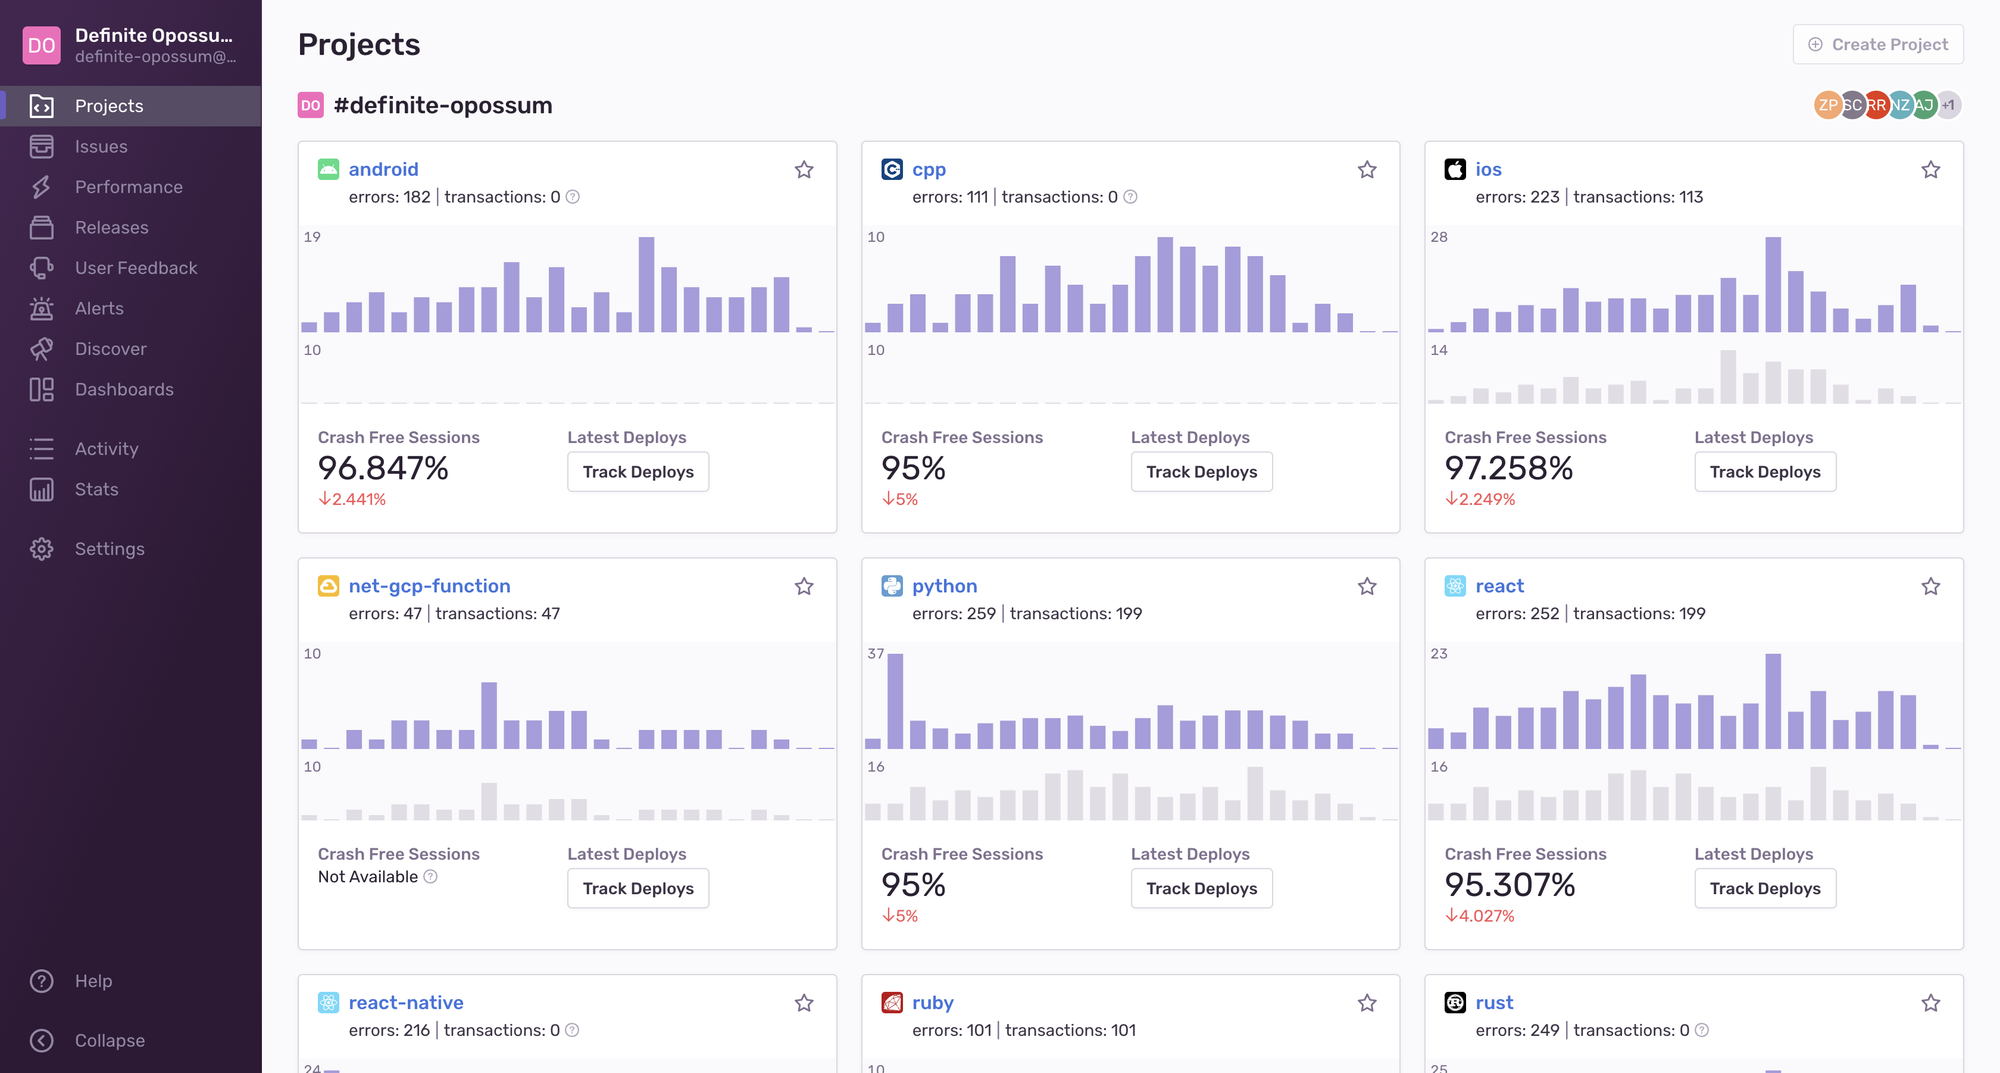 DO
Definite Opossu...
definite-opossum@...
Projects
Issues
Performance
Releases
User Feedback
Alerts
Discover
Dashboards
Activity
Stats
Settings
Help
Collapse
Projects
Create Project
DO #definite-opossum
ZP SC RR NZ AJ +1
android
errors: 182 | transactions: 0 ?
19
10
Crash Free Sessions
96.847%
↓2.441%
Latest Deploys
Track Deploys
cpp
errors: 111 | transactions: 0 ?
10
10
Crash Free Sessions
95%
↓5%
Latest Deploys
Track Deploys
ios
errors: 223 | transactions: 113
28
14
Crash Free Sessions
97.258%
↓2.249%
Latest Deploys
Track Deploys
net-gcp-function
errors: 47 | transactions: 47
10
10
Crash Free Sessions
Not Available ?
Latest Deploys
Track Deploys
python
errors: 259 | transactions: 199
37
16
Crash Free Sessions
95%
↓5%
Latest Deploys
Track Deploys
react
errors: 252 | transactions: 199
23
16
Crash Free Sessions
95.307%
↓4.027%
Latest Deploys
Track Deploys
react-native
errors: 216 | transactions: 0 ?
24
ruby
errors: 101 | transactions: 101
10
rust
errors: 249 | transactions: 0 ?
25